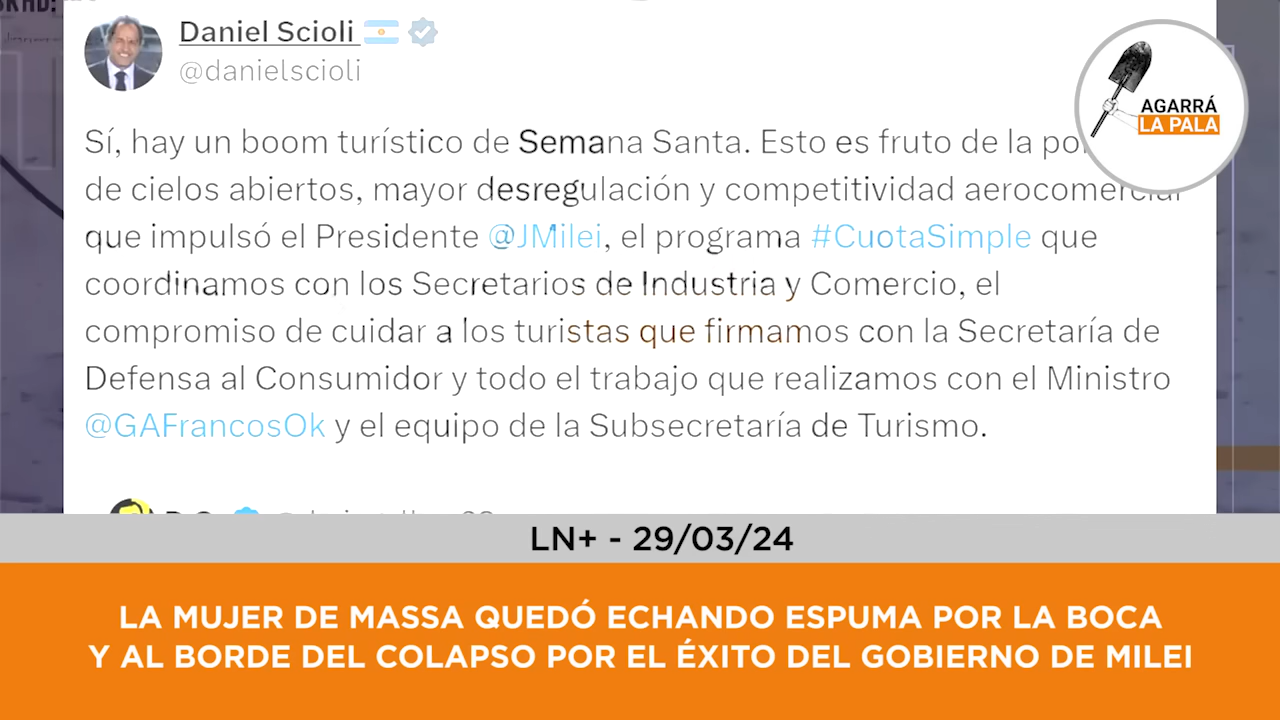 Daniel Scioli
@danielscioli
AGARRÁ
LA PALA
Sí, hay un boom turístico de Semana Santa. Esto es fruto de la
de cielos abiertos, mayor desregulación y competitividad aerocomercial
que impulsó el Presidente @JMilei, el programa #CuotaSimple que
coordinamos con los Secretarios de Industria y Comercio, el
compromiso de cuidar a los turistas que firmamos con la Secretaría de
Defensa al Consumidor y todo el trabajo que realizamos con el Ministro
@GAFrancosOk y el equipo de la Subsecretaría de Turismo.
LN+ - 29/03/24
LA MUJER DE MASSA QUEDÓ ECHANDO ESPUMA POR LA BOCA
Y AL BORDE DEL COLAPSO POR EL ÉXITO DEL GOBIERNO DE MILEI